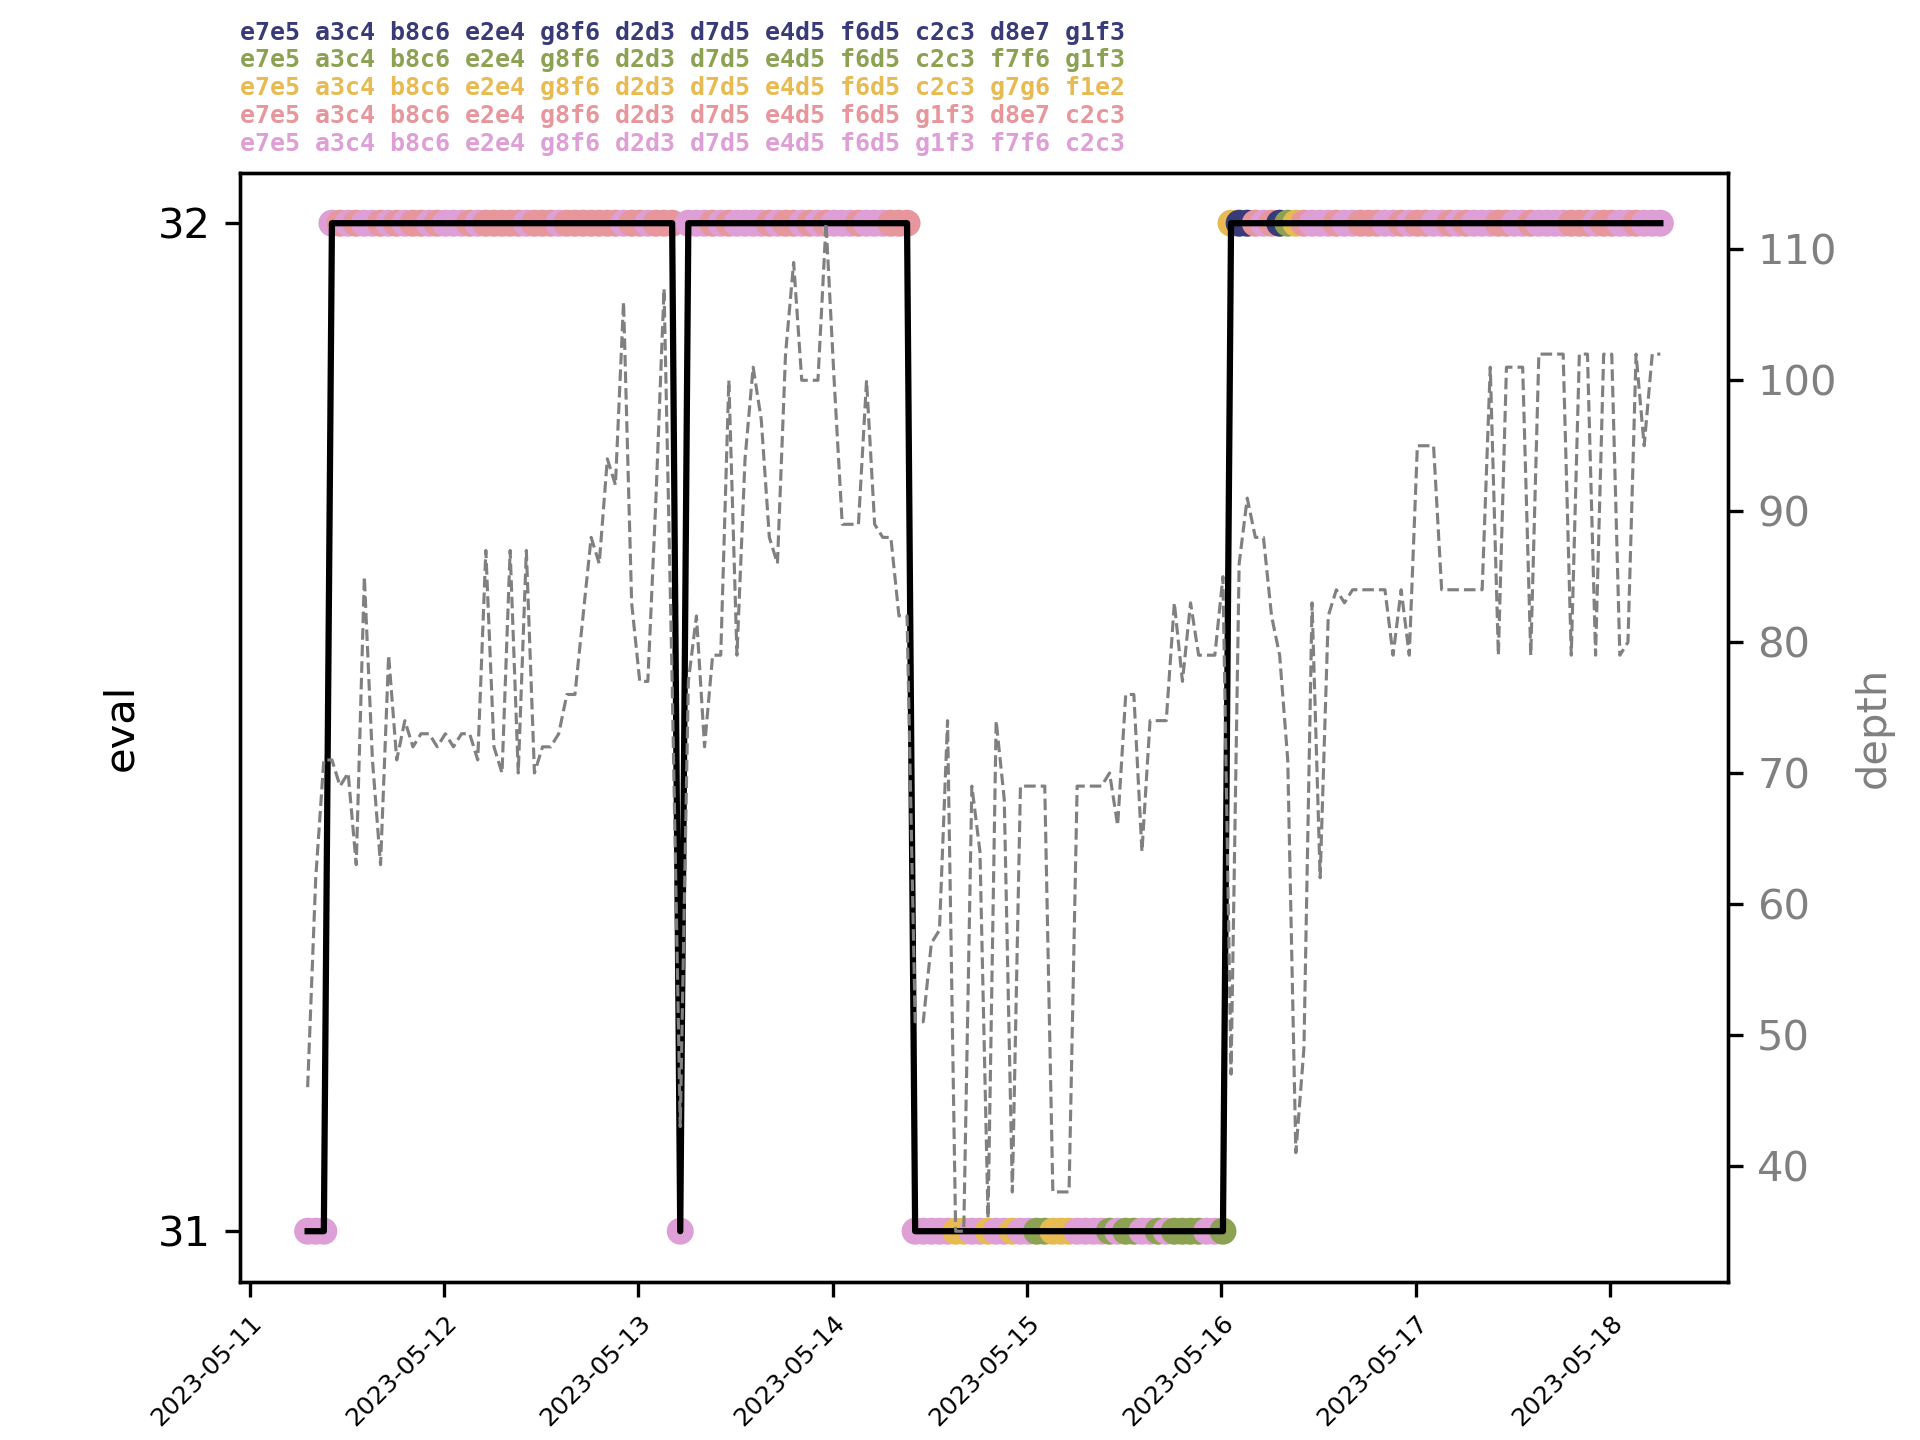 e7e5 a3c4 b8c6 e2e4 g8f6 d2d3 d7d5 e4d5 f6d5 c2c3 d8e7 g1f3
e7e5 a3c4 b8c6 e2e4 g8f6 d2d3 d7d5 e4d5 f6d5 c2c3 f7f6 g1f3
e7e5 a3c4 b8c6 e2e4 g8f6 d2d3 d7d5 e4d5 f6d5 c2c3 g7g6 f1e2
e7e5 a3c4 b8c6 e2e4 g8f6 d2d3 d7d5 e4d5 f6d5 g1f3 d8e7 c2c3
e7e5 a3c4 b8c6 e2e4 g8f6 d2d3 d7d5 e4d5 f6d5 g1f3 f7f6 c2c3
32
31
eval
110
100
90
80
70
60
50
40
depth
2023-05-11
2023-05-12
2023-05-13
2023-05-14
2023-05-15
2023-05-16
2023-05-17
2023-05-18